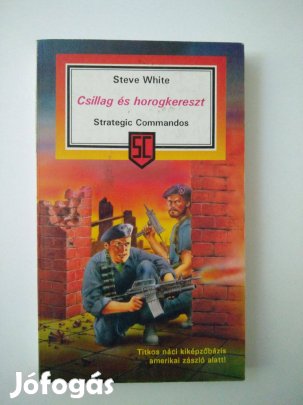 Steve White
Csillag és horogkereszt
Strategic Commandos
SC
Titkos náci kiképzőbázis
amerikai zászló alatt!
Jófogás